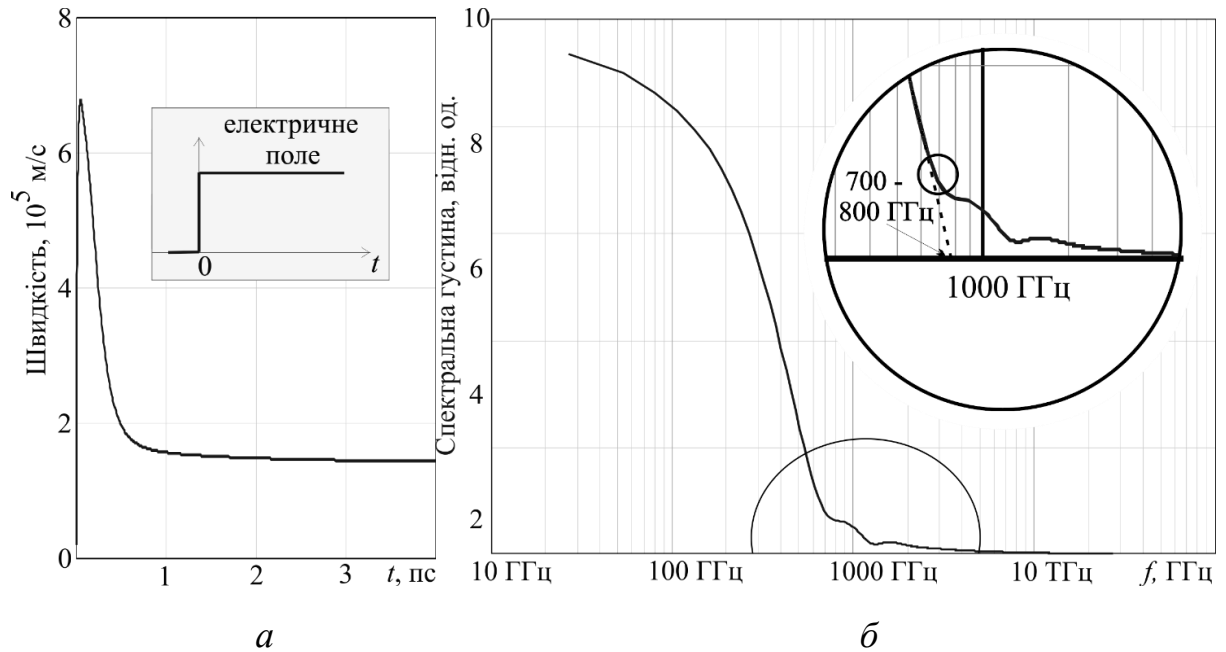 8
6
4
2
0
Швидкість, 10⁵ м/с
електричне
поле
0
t
1
2
3
t, пс
а
10
8
6
4
2
Спектральна густина, відн. од.
700 -
800 ГГц
1000 ГГц
10 ГГц
100 ГГц
1000 ГГц
10 ТГц
f, ГГц
б